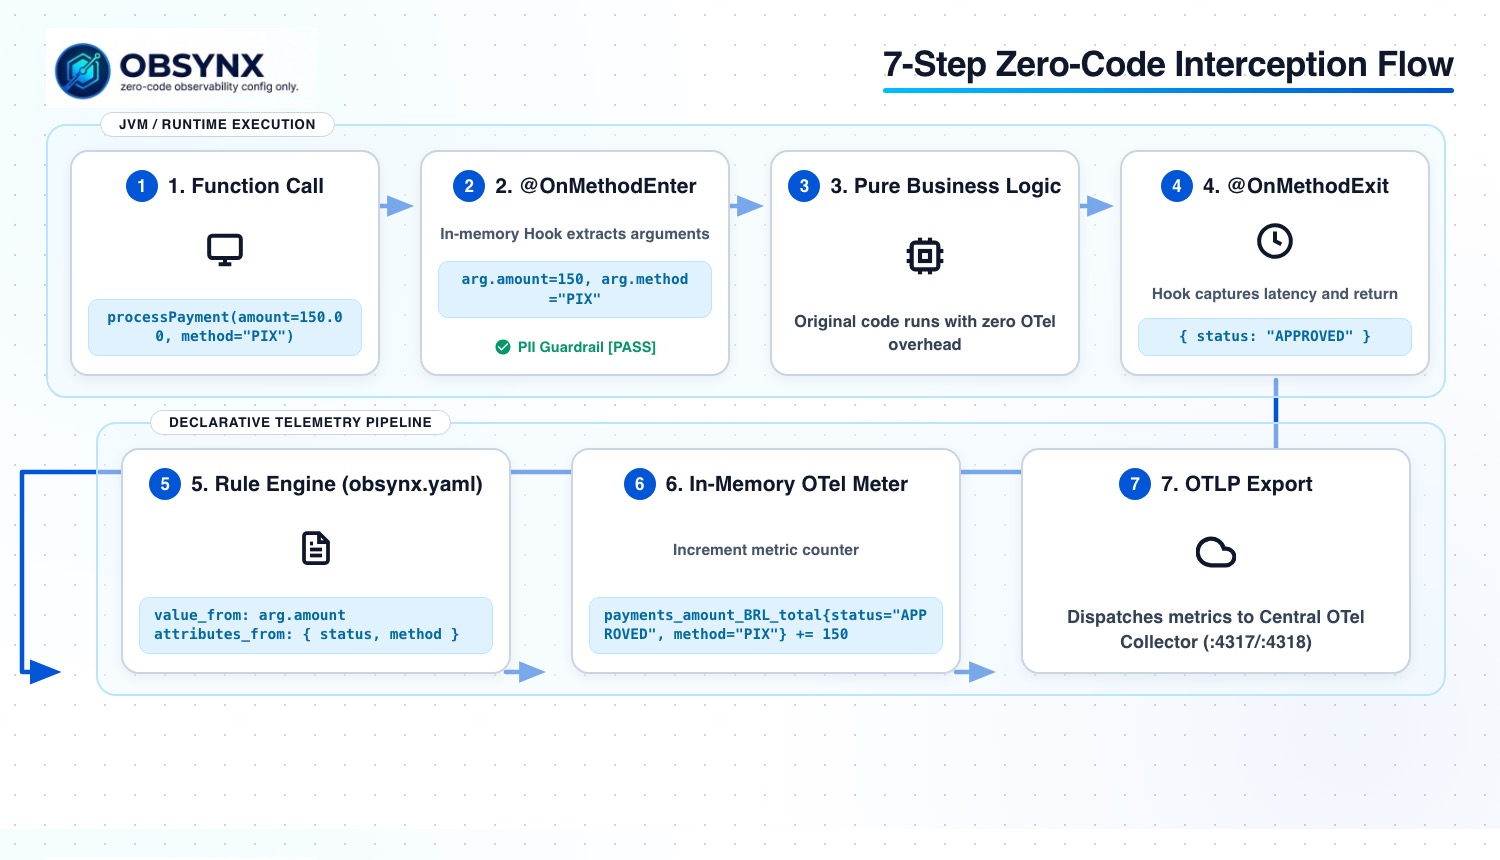 OBSYNX
zero-code observability config only.
7-Step Zero-Code Interception Flow
JVM / RUNTIME EXECUTION
1 1. Function Call
processPayment(amount=150.0
0, method="PIX")
2 2. @OnMethodEnter
In-memory Hook extracts arguments
arg.amount=150, arg.method
="PIX"
PII Guardrail [PASS]
3 3. Pure Business Logic
Original code runs with zero OTel
overhead
4 4. @OnMethodExit
Hook captures latency and return
{ status: "APPROVED" }
DECLARATIVE TELEMETRY PIPELINE
5 5. Rule Engine (obsynx.yaml)
value_from: arg.amount
attributes_from: { status, method }
6 6. In-Memory OTel Meter
Increment metric counter
payments_amount_BRL_total{status="APP
ROVED", method="PIX"} += 150
7 7. OTLP Export
Dispatches metrics to Central OTel
Collector (:4317/:4318)